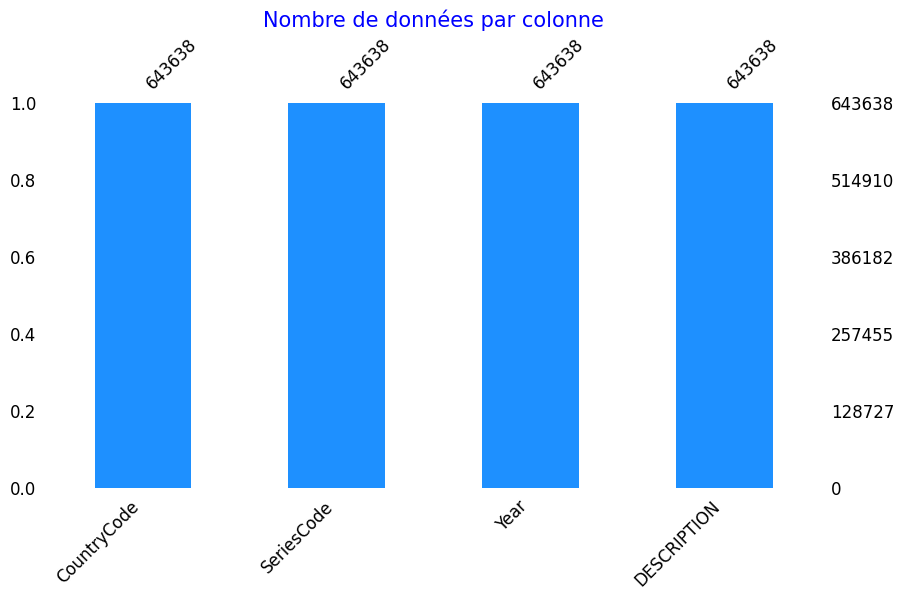 Nombre de données par colonne
643638 643638 643638 643638
1.0 643638
0.8 514910
0.6 386182
0.4 257455
0.2 128727
0.0 0
CountryCode SeriesCode Year DESCRIPTION